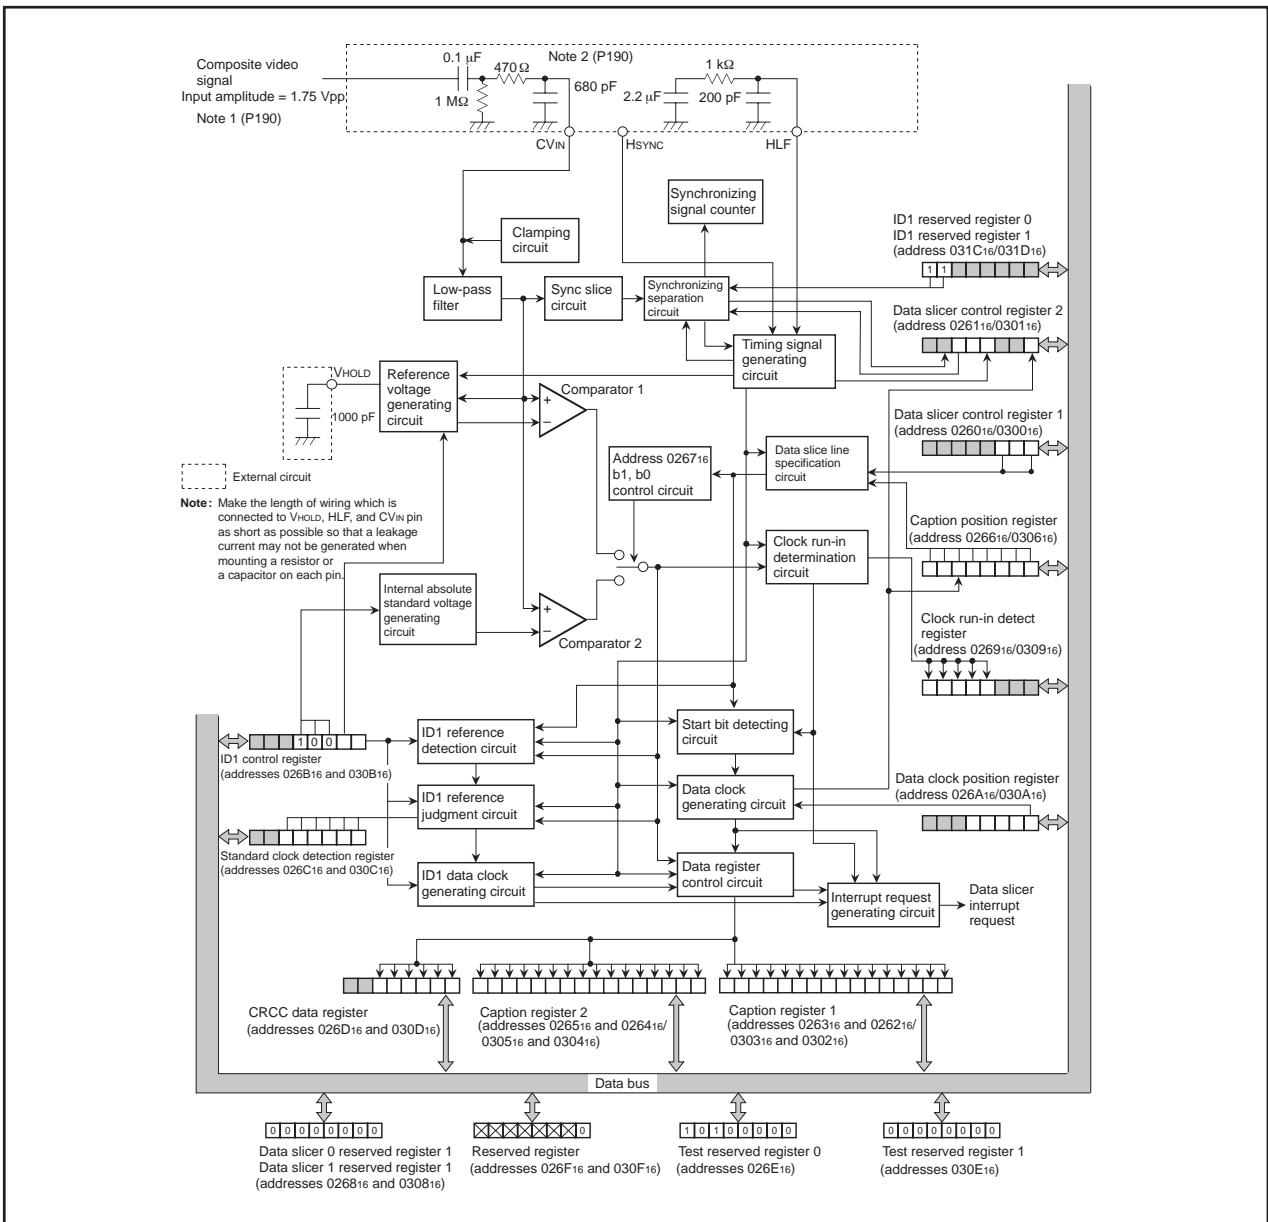 Composite video
signal
Input amplitude = 1.75 Vpp
Note 1 (P190)
Note 2 (P190)
0.1 µF
470 Ω
1 MΩ
680 pF
1 kΩ
2.2 µF
200 pF
CVIN
HSYNC
HLF
Synchronizing
signal counter
Clamping
circuit
Low-pass
filter
Sync slice
circuit
Synchronizing
separation
circuit
Timing signal
generating
circuit
ID1 reserved register 0
ID1 reserved register 1
(address 031C16/031D16)
1 1
Data slicer control register 2
(address 026116/030116)
VHOLD
1000 pF
Reference
voltage
generating
circuit
Comparator 1
+
−
Data slicer control register 1
(address 026016/030016)
External circuit
Note: Make the length of wiring which is
connected to VHOLD, HLF, and CVIN pin
as short as possible so that a leakage
current may not be generated when
mounting a resistor or
a capacitor on each pin.
Address 026716
b1, b0
control circuit
Data slice line
specification
circuit
Caption position register
(address 026616/030616)
Clock run-in
determination
circuit
Internal absolute
standard voltage
generating
circuit
+
−
Comparator 2
Clock run-in detect
register
(address 026916/030916)
1 0 0
ID1 control register
(addresses 026B16 and 030B16)
ID1 reference
detection circuit
Start bit detecting
circuit
ID1 reference
judgment circuit
Data clock
generating circuit
Data clock position register
(address 026A16/030A16)
Standard clock detection register
(addresses 026C16 and 030C16)
ID1 data clock
generating circuit
Data register
control circuit
Interrupt request
generating circuit
Data slicer
interrupt
request
CRCC data register
(addresses 026D16 and 030D16)
Caption register 2
(addresses 026516 and 026416/
030516 and 030416)
Caption register 1
(addresses 026316 and 026216/
030316 and 030216)
Data bus
0 0 0 0 0 0 0 0
Data slicer 0 reserved register 1
Data slicer 1 reserved register 1
(addresses 026816 and 030816)
0
Reserved register
(addresses 026F16 and 030F16)
1 0 1 0 0 0 0 0
Test reserved register 0
(addresses 026E16)
0 0 0 0 0 0 0 0
Test reserved register 1
(addresses 030E16)